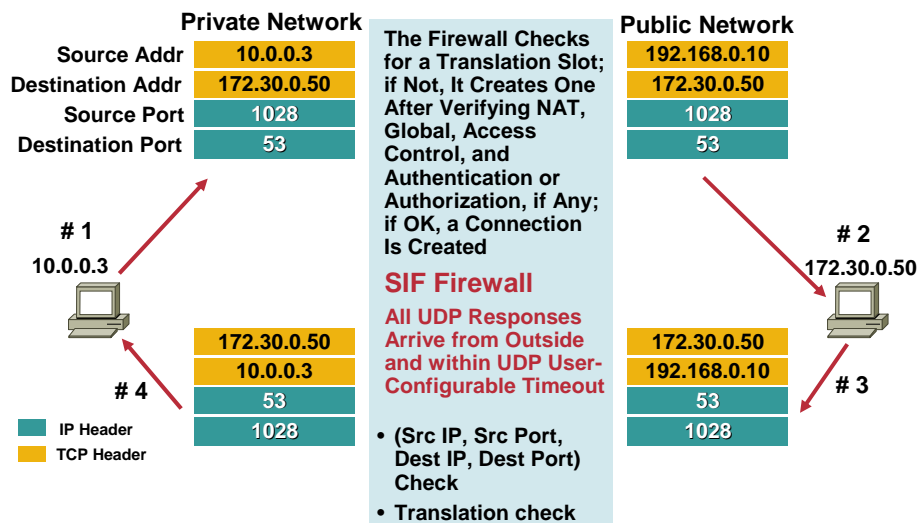 Private Network
Public Network
Source Addr
10.0.0.3
Destination Addr
172.30.0.50
Source Port
1028
Destination Port
53
The Firewall Checks
for a Translation Slot;
if Not, It Creates One
After Verifying NAT,
Global, Access
Control, and
Authentication or
Authorization, if Any;
if OK, a Connection
Is Created
SIF Firewall
All UDP Responses
Arrive from Outside
and within UDP User-
Configurable Timeout
• (Src IP, Src Port,
Dest IP, Dest Port)
Check
• Translation check
192.168.0.10
172.30.0.50
1028
53
# 1
10.0.0.3
# 2
172.30.0.50
172.30.0.50
10.0.0.3
53
1028
# 4
172.30.0.50
192.168.0.10
53
1028
# 3
IP Header
TCP Header